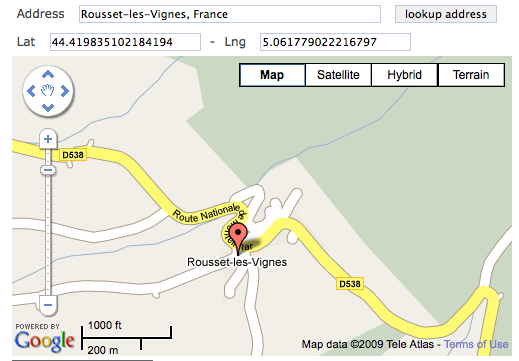 Address Rousset-les-Vignes, France lookup address
Lat 44.419835102184194 - Lng 5.061779022216797
Map Satellite Hybrid Terrain
D538
Route Nationale
Rousset-les-Vignes
D538
POWERED BY
Google
1000 ft
200 m
Map data ©2009 Tele Atlas - Terms of Use